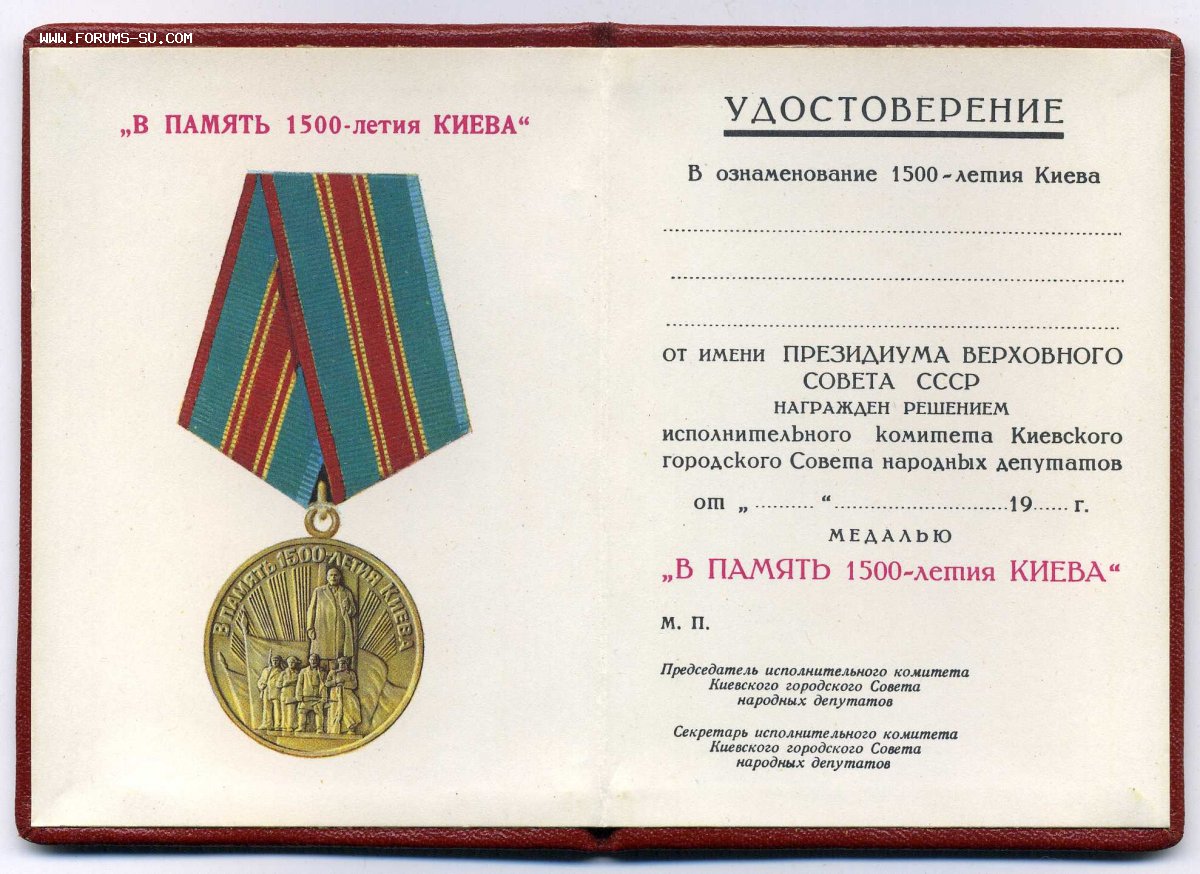 WWW.FORUMS-SU.COM
„В ПАМЯТЬ 1500-летия КИЕВА“
В ПАМЯТЬ 1500-ЛЕТИЯ КИЕВА
УДОСТОВЕРЕНИЕ
В ознаменование 1500-летия Киева
ОТ ИМЕНИ ПРЕЗИДИУМА ВЕРХОВНОГО
СОВЕТА СССР
НАГРАЖДЕН РЕШЕНИЕМ
исполнительного комитета Киевского
городского Совета народных депутатов
от „..........“..............................19......г.
МЕДАЛЬЮ
„В ПАМЯТЬ 1500-летия КИЕВА“
М. П.
Председатель исполнительного комитета
Киевского городского Совета
народных депутатов
Секретарь исполнительного комитета
Киевского городского Совета
народных депутатов